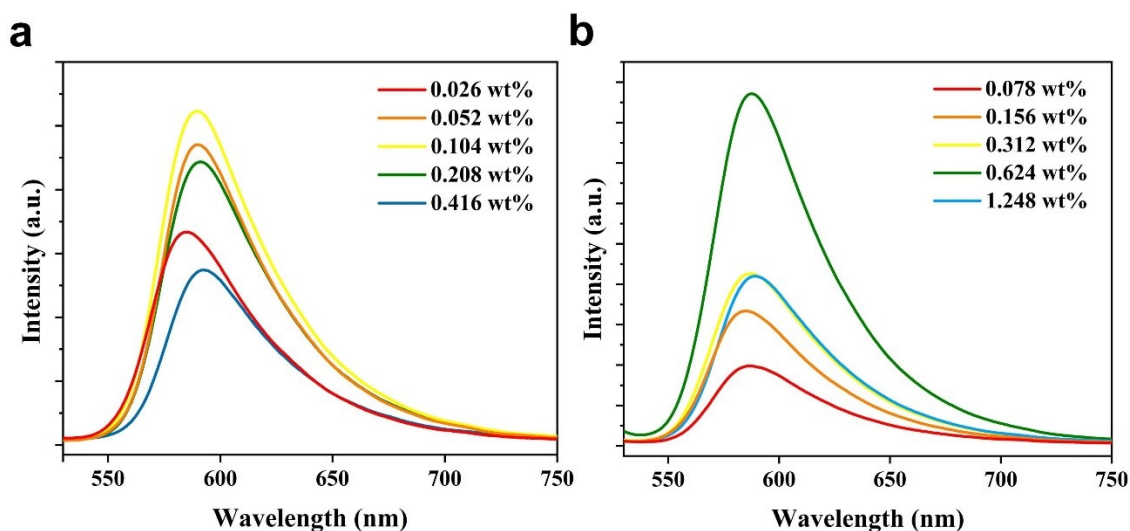 a
0.026 wt%
0.052 wt%
0.104 wt%
0.208 wt%
0.416 wt%
Intensity (a.u.)
550
600
650
700
750
Wavelength (nm)
b
0.078 wt%
0.156 wt%
0.312 wt%
0.624 wt%
1.248 wt%
Intensity (a.u.)
550
600
650
700
750
Wavelength (nm)